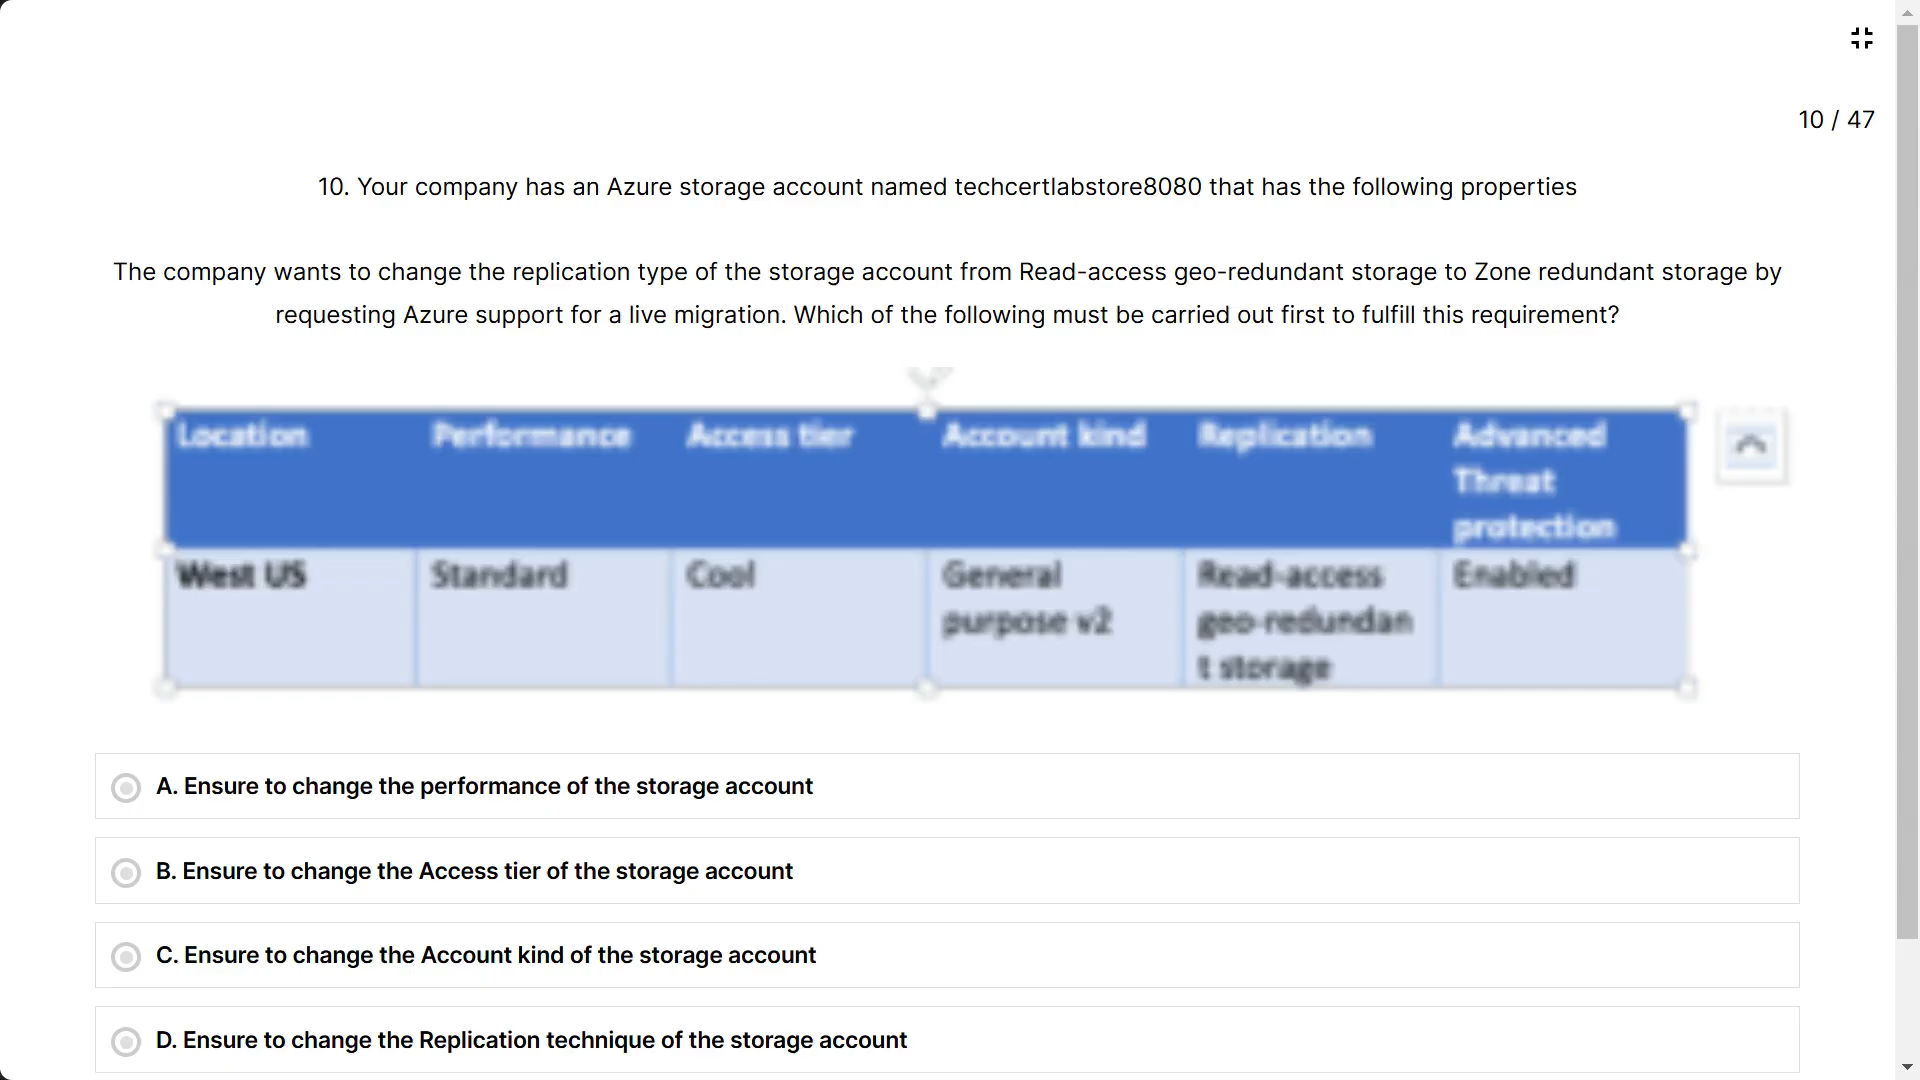 10 / 47
10. Your company has an Azure storage account named techcertlabstore8080 that has the following properties
The company wants to change the replication type of the storage account from Read-access geo-redundant storage to Zone redundant storage by
requesting Azure support for a live migration. Which of the following must be carried out first to fulfill this requirement?
Location Performance Access tier Account kind Replication Advanced
Threat
protection
West US Standard Cool General Read-access Enabled
purpose v2 geo-redundan
t storage
A. Ensure to change the performance of the storage account
B. Ensure to change the Access tier of the storage account
C. Ensure to change the Account kind of the storage account
D. Ensure to change the Replication technique of the storage account